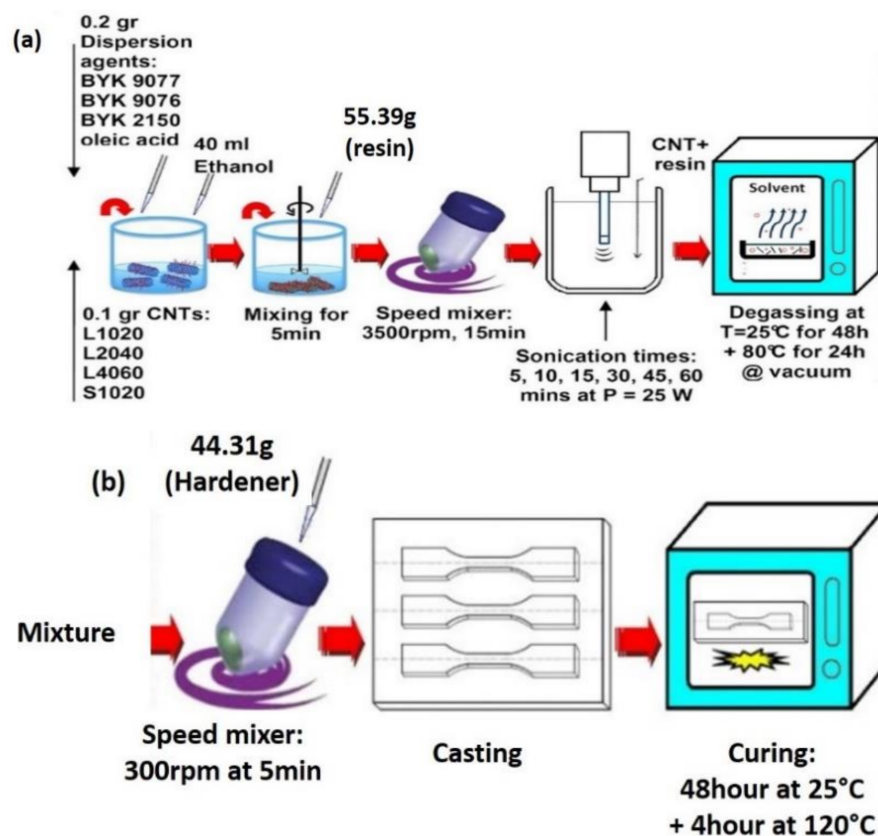 (a)
0.2 gr
Dispersion
agents:
BYK 9077
BYK 9076
BYK 2150
oleic acid
40 ml
Ethanol
55.39g
(resin)
CNT+
resin
Solvent
0.1 gr CNTs:
L1020
L2040
L4060
S1020
Mixing for
5min
Speed mixer:
3500rpm, 15min
Sonication times:
5, 10, 15, 30, 45, 60
mins at P = 25 W
Degassing at
T=25°C for 48h
+ 80°C for 24h
@ vacuum
(b)
44.31g
(Hardener)
Mixture
Speed mixer:
300rpm at 5min
Casting
Curing:
48hour at 25°C
+ 4hour at 120°C